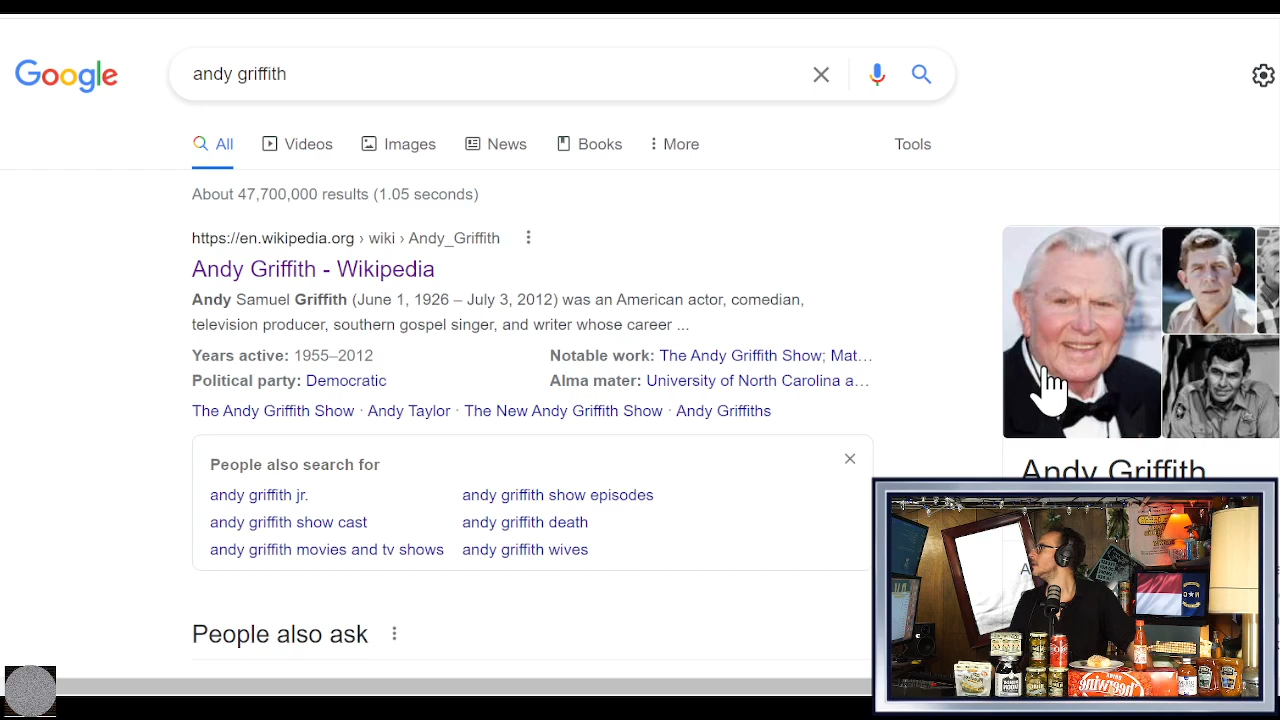 Google
andy griffith
All
Videos
Images
News
Books
More
Tools
About 47,700,000 results (1.05 seconds)
https://en.wikipedia.org › wiki › Andy_Griffith
Andy Griffith - Wikipedia
Andy Samuel Griffith (June 1, 1926 – July 3, 2012) was an American actor, comedian,
television producer, southern gospel singer, and writer whose career ...
Years active: 1955–2012
Notable work: The Andy Griffith Show; Mat…
Political party: Democratic
Alma mater: University of North Carolina a…
The Andy Griffith Show · Andy Taylor · The New Andy Griffith Show · Andy Griffiths
People also search for
andy griffith jr.
andy griffith show episodes
andy griffith show cast
andy griffith death
andy griffith movies and tv shows
andy griffith wives
People also ask
Andy Griffith